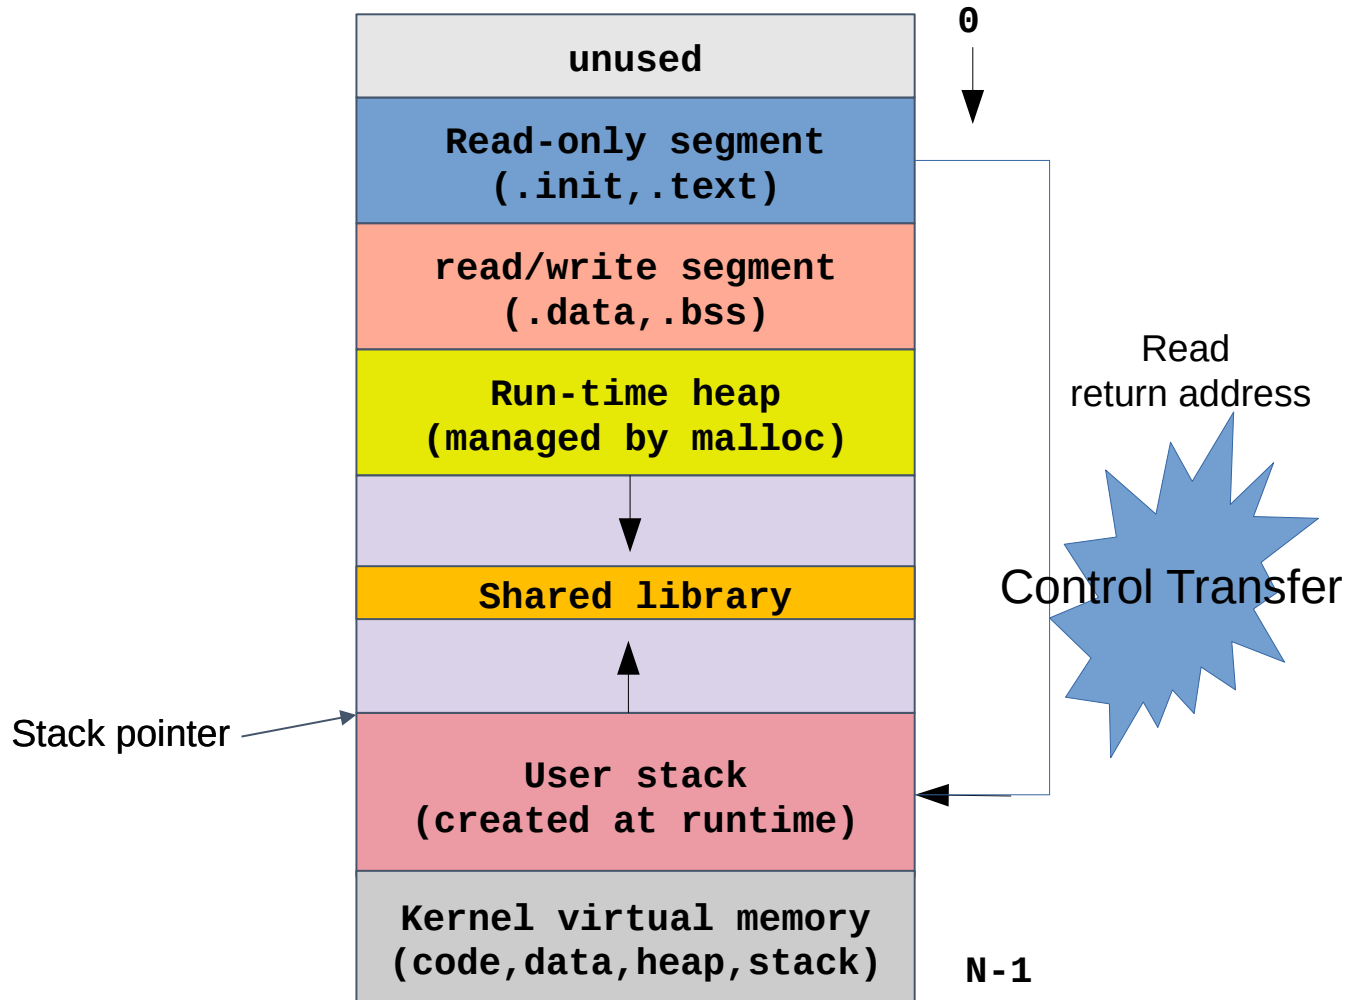 0
unused
Read-only segment
(.init,.text)
read/write segment
(.data,.bss)
Read
return address
Run-time heap
(managed by malloc)
Control Transfer
Shared library
Stack pointer
User stack
(created at runtime)
Kernel virtual memory
(code,data,heap,stack)
N-1